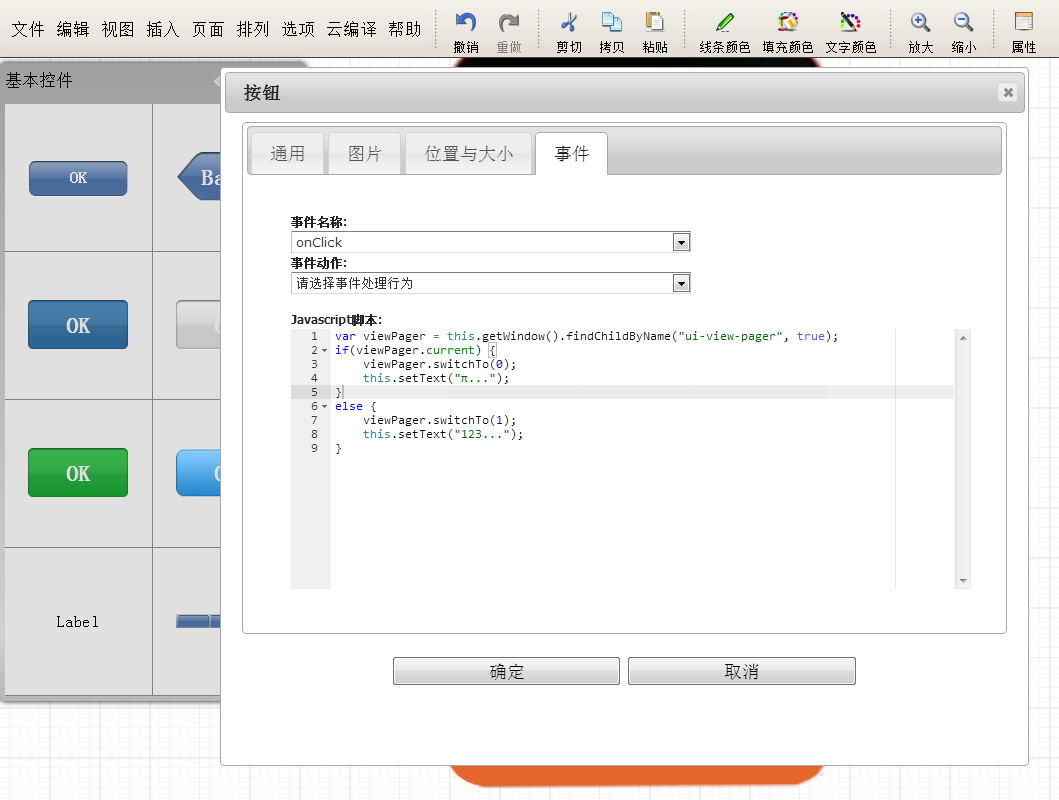 文件 编辑 视图 插入 页面 排列 选项 云编译 帮助
撤销 重做 剪切 拷贝 粘贴 线条颜色 填充颜色 文字颜色 放大 缩小 属性
基本控件
按钮
通用 图片 位置与大小 事件
OK
OK
OK
Label
事件名称:
onClick
事件动作:
请选择事件处理行为
Javascript脚本:
1 var viewPager = this.getWindow().findChildByName("ui-view-pager", true);
2 if(viewPager.current) {
3     viewPager.switchTo(0);
4     this.setText("π...");
5 }
6 else {
7     viewPager.switchTo(1);
8     this.setText("123...");
9 }
确定 取消